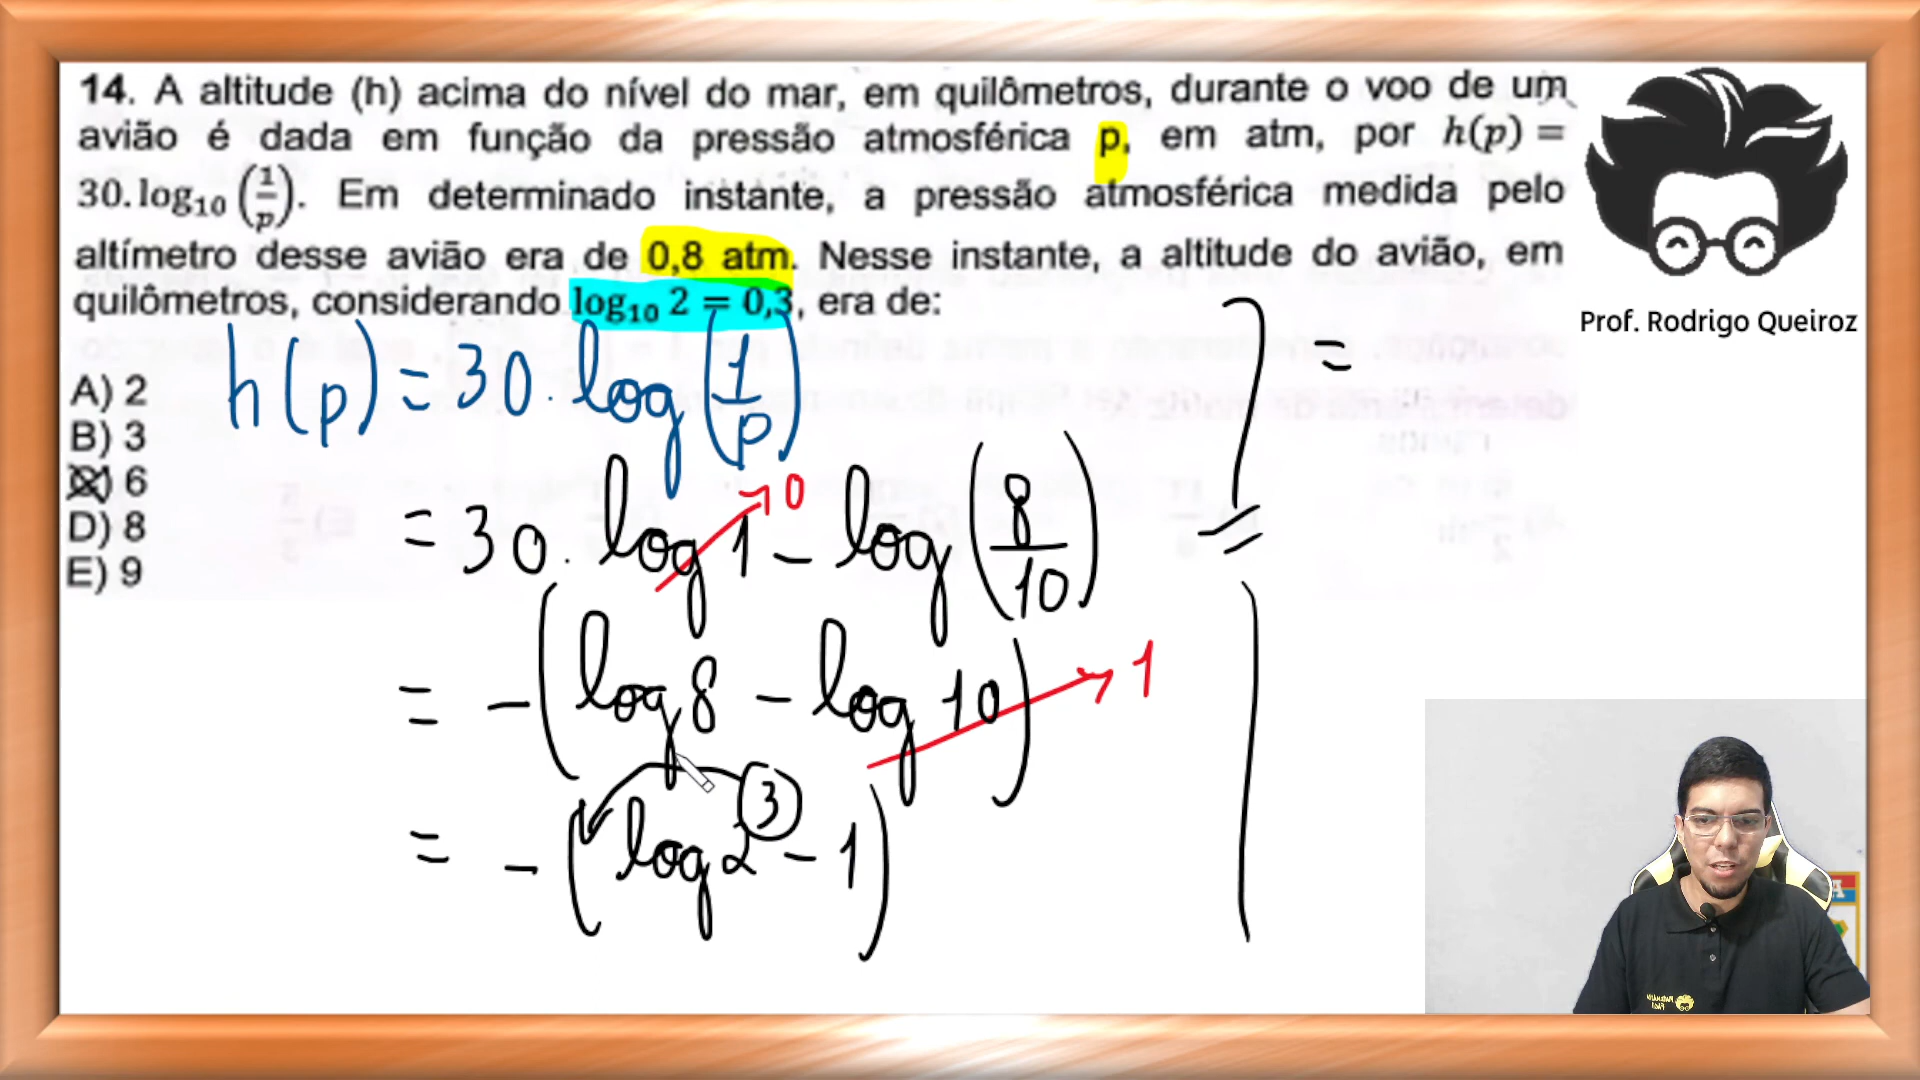 14. A altitude (h) acima do nível do mar, em quilômetros, durante o voo de um
avião é dada em função da pressão atmosférica p, em atm, por h(p) =
30.log₁₀ (1/p). Em determinado instante, a pressão atmosférica medida pelo
altímetro desse avião era de 0,8 atm. Nesse instante, a altitude do avião, em
quilômetros, considerando log₁₀ 2 = 0,3, era de:
A) 2
B) 3
C) 6
D) 8
E) 9
h(p) = 30. log(1/p)
= 30. log 1 - log(8/10)
0
= -(log 8 - log 10)
1
= -(log 2³ - 1)
=
Prof. Rodrigo Queiroz